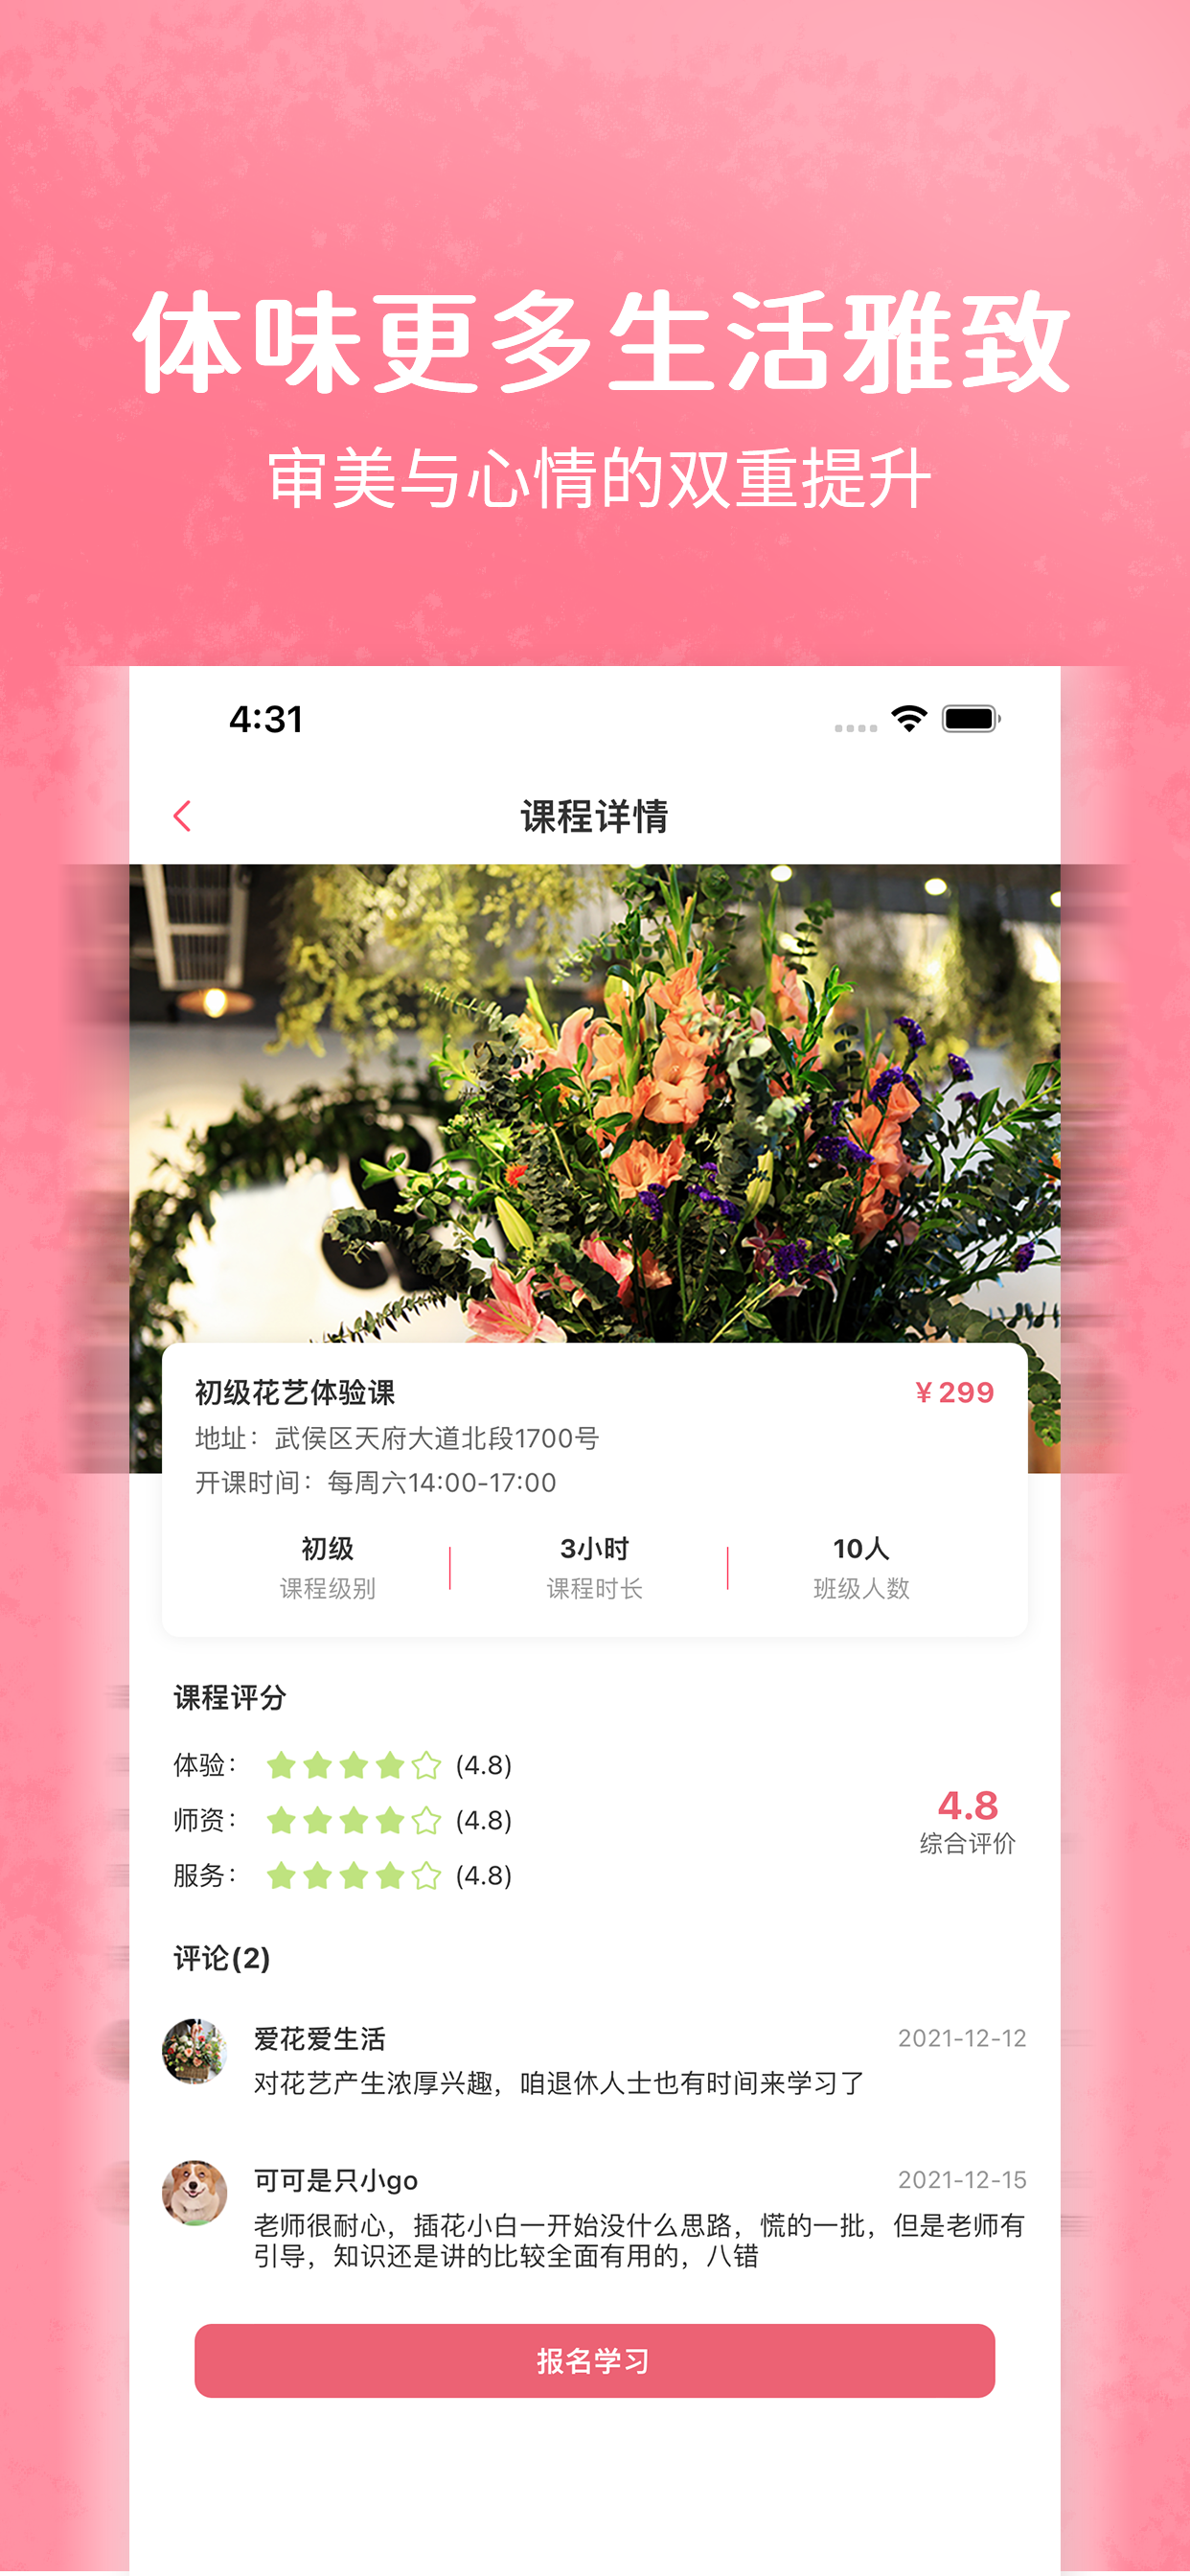 体味更多生活雅致
审美与心情的双重提升
4:31
课程详情
初级花艺体验课
¥ 299
地址：武侯区天府大道北段1700号
开课时间：每周六14:00-17:00
初级
3小时
10人
课程级别
课程时长
班级人数
课程评分
体验：
(4.8)
师资：
(4.8)
服务：
(4.8)
4.8
综合评价
评论(2)
爱花爱生活
2021-12-12
对花艺产生浓厚兴趣，咱退休人士也有时间来学习了
可可是只小go
2021-12-15
老师很耐心，插花小白一开始没什么思路，慌的一批，但是老师有
引导，知识还是讲的比较全面有用的，八错
报名学习